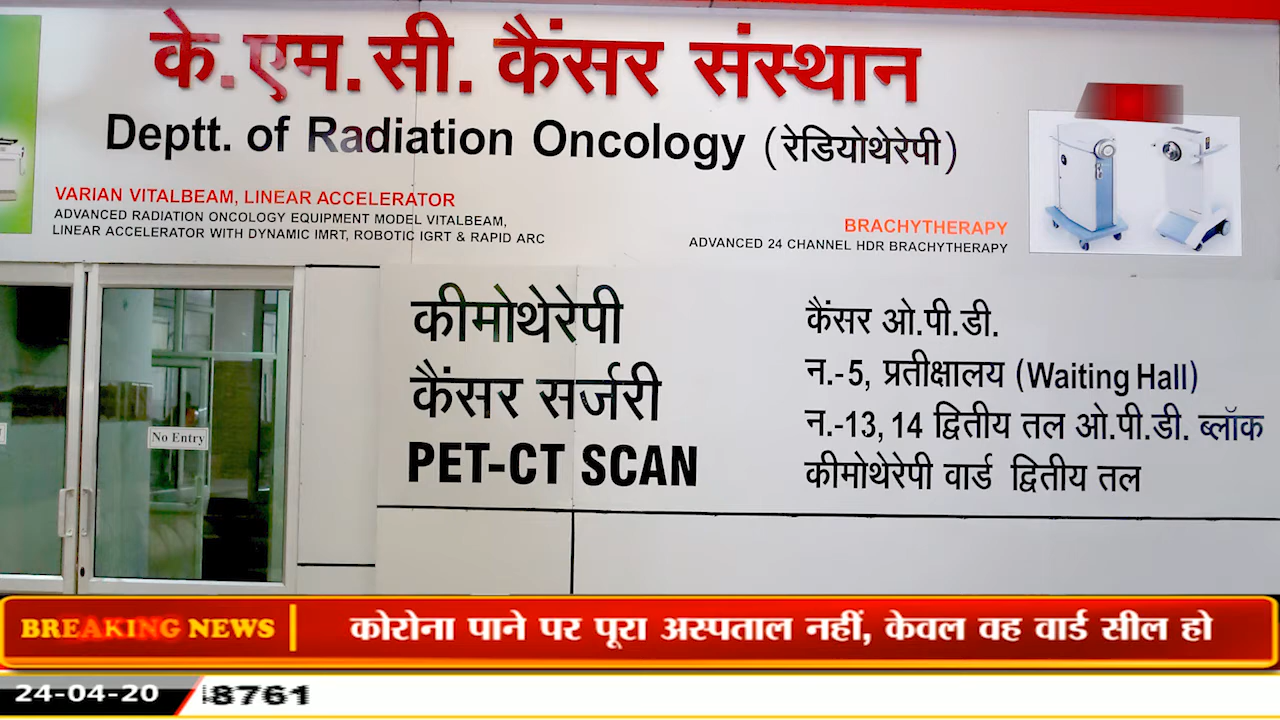 के.एम.सी. कैंसर संस्थान
Deptt. of Radiation Oncology (रेडियोथेरेपी)
VARIAN VITALBEAM, LINEAR ACCELERATOR
ADVANCED RADIATION ONCOLOGY EQUIPMENT MODEL VITALBEAM,
LINEAR ACCELERATOR WITH DYNAMIC IMRT, ROBOTIC IGRT & RAPID ARC
BRACHYTHERAPY
ADVANCED 24 CHANNEL HDR BRACHYTHERAPY
कीमोथेरेपी
कैंसर सर्जरी
PET-CT SCAN
कैंसर ओ.पी.डी.
न.-5, प्रतीक्षालय (Waiting Hall)
न.-13, 14 द्वितीय तल ओ.पी.डी. ब्लॉक
कीमोथेरेपी वार्ड द्वितीय तल
No Entry
BREAKING NEWS
कोरोना पाने पर पूरा अस्पताल नहीं, केवल वह वार्ड सील हो
24-04-20
8761